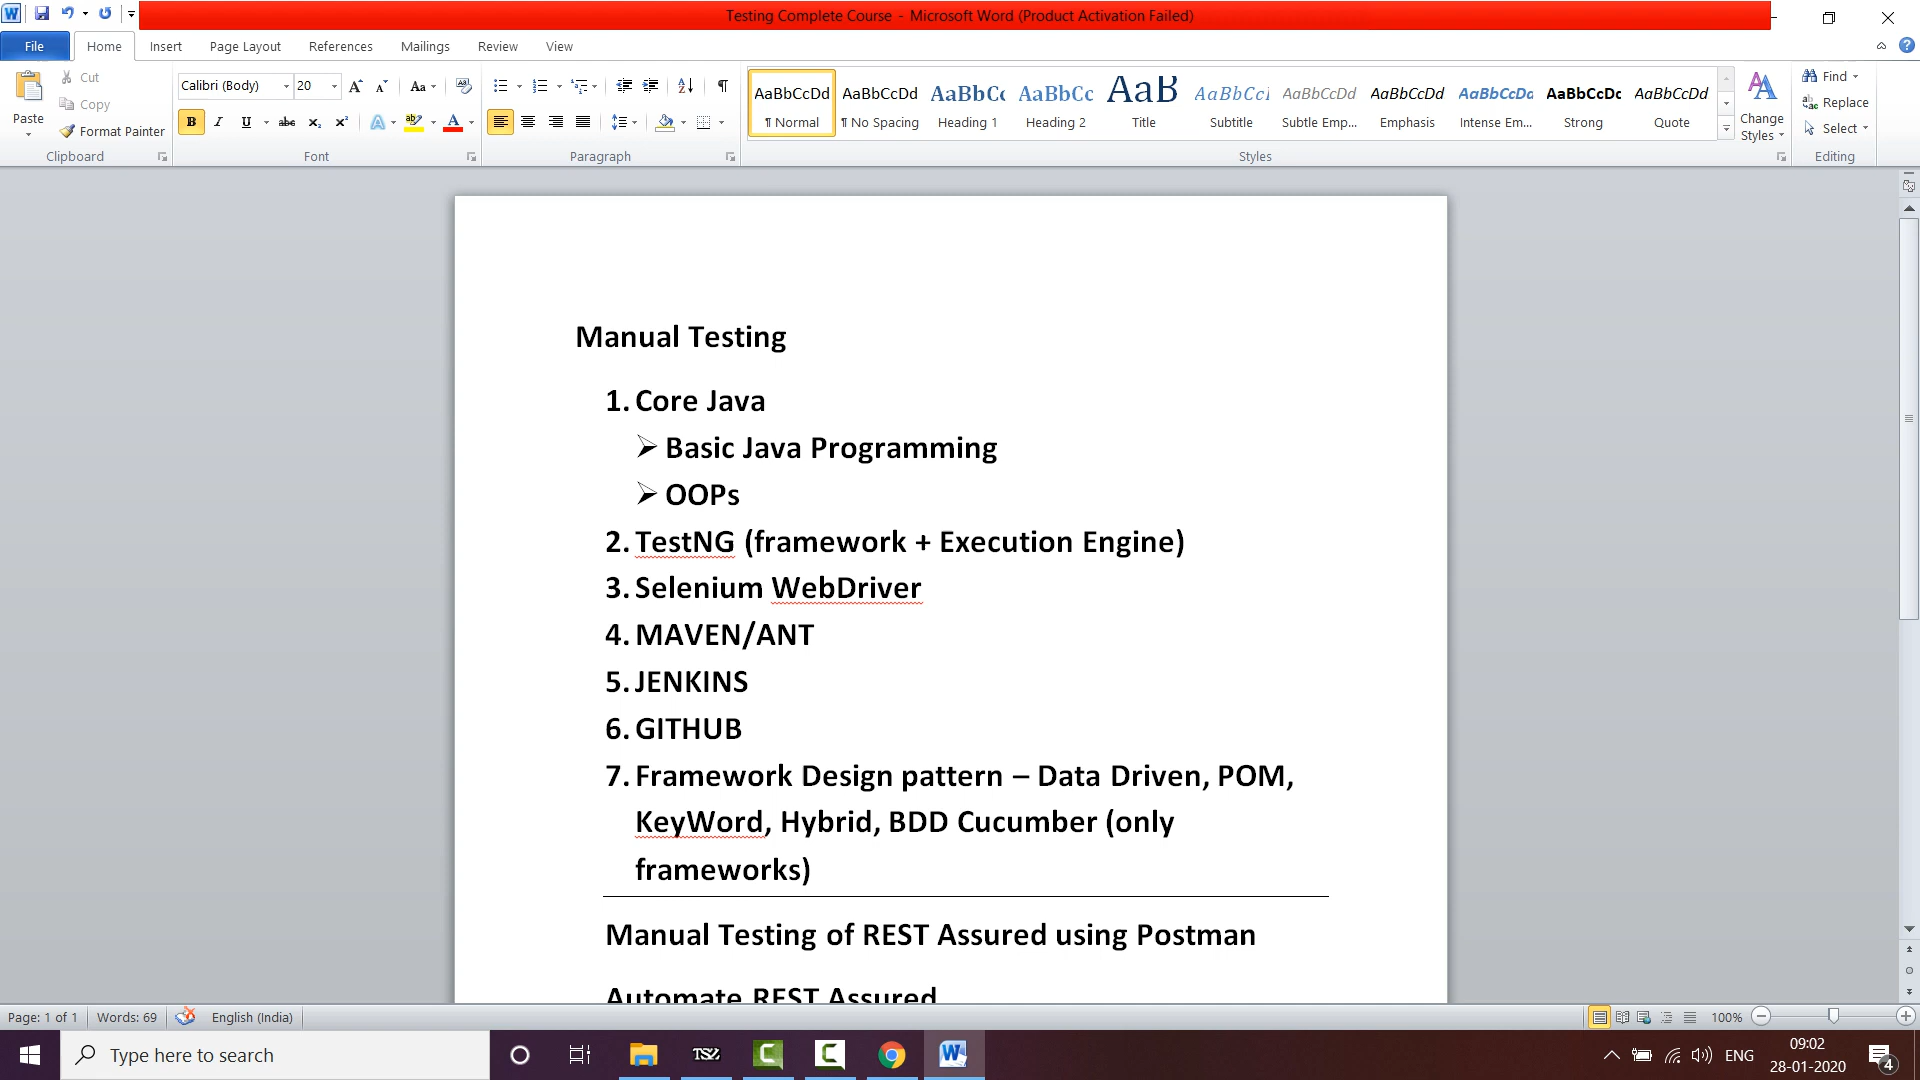 Testing Complete Course - Microsoft Word (Product Activation Failed)
File Home Insert Page Layout References Mailings Review View
Paste
Cut
Copy
Format Painter
Clipboard
Calibri (Body) 20
Font
Paragraph
AaBbCcDd AaBbCcDd AaBbCc AaBbCc AaB AaBbCcI AaBbCcDd AaBbCcDd AaBbCcDd AaBbCcDc AaBbCcDd
¶ Normal ¶ No Spacing Heading 1 Heading 2 Title Subtitle Subtle Emp... Emphasis Intense Em... Strong Quote
Styles
Change Styles
Find
Replace
Select
Editing
Manual Testing
1. Core Java
Basic Java Programming
OOPs
2. TestNG (framework + Execution Engine)
3. Selenium WebDriver
4. MAVEN/ANT
5. JENKINS
6. GITHUB
7. Framework Design pattern – Data Driven, POM,
KeyWord, Hybrid, BDD Cucumber (only
frameworks)
Manual Testing of REST Assured using Postman
Automate REST Assured
Page: 1 of 1 Words: 69 English (India) 100%
Type here to search
ENG
09:02
28-01-2020
4